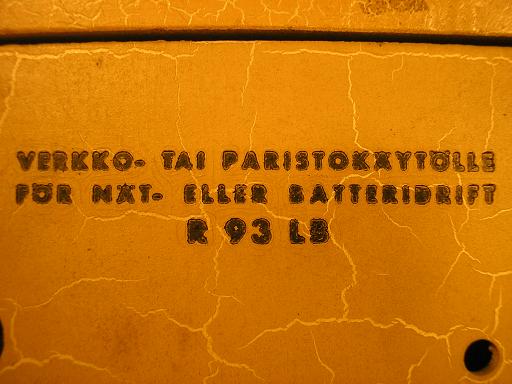 VERKKO- TAI PARISTOKÄYTÖLLE
FÖR NÄT- ELLER BATTERIDRIFT
R 93 LB